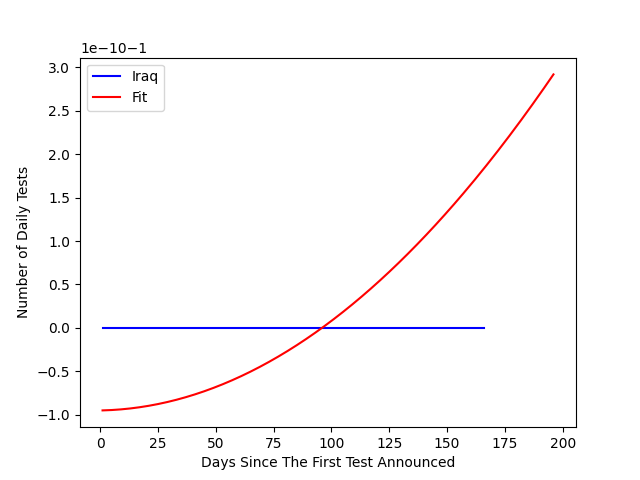 1e−10−1
3.0
2.5
2.0
1.5
1.0
0.5
0.0
−0.5
−1.0
Number of Daily Tests
Iraq
Fit
0 25 50 75 100 125 150 175 200
Days Since The First Test Announced